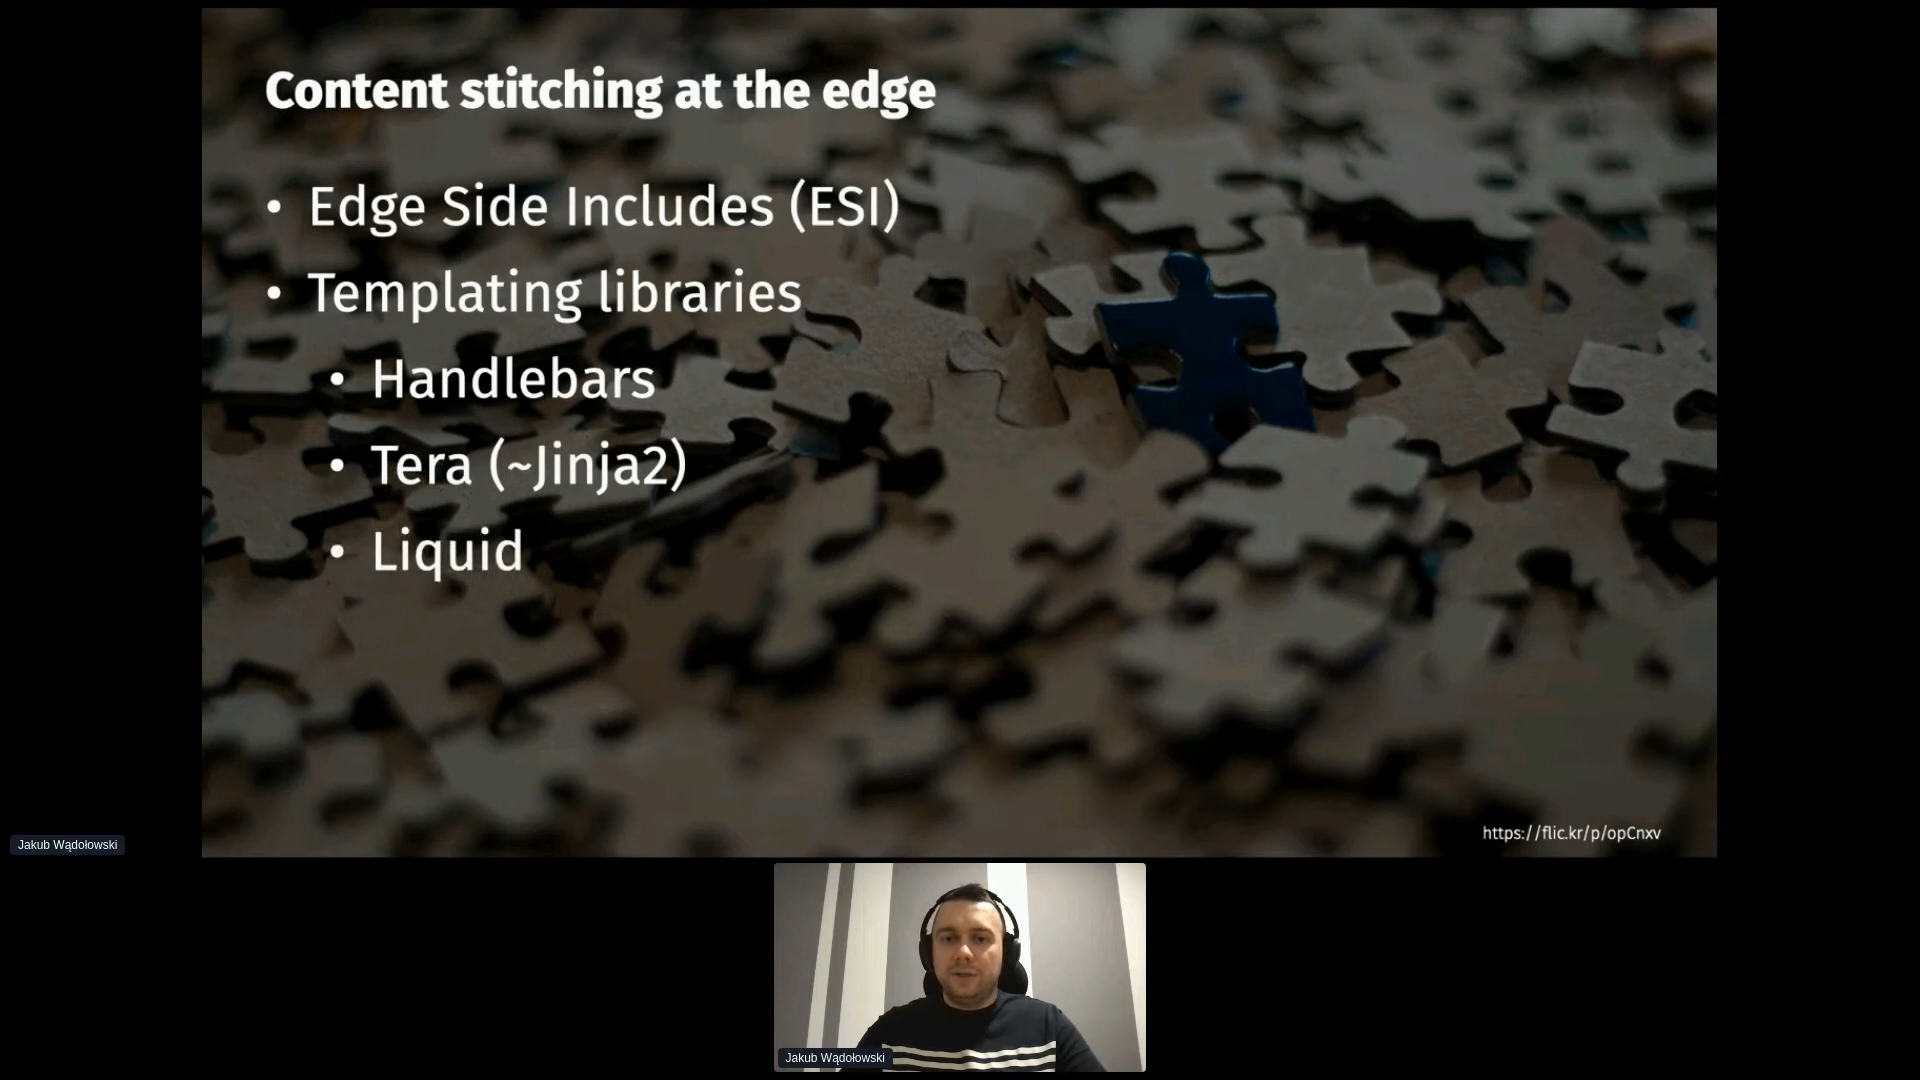 Content stitching at the edge
• Edge Side Includes (ESI)
• Templating libraries
• Handlebars
• Tera (~Jinja2)
• Liquid
https://flic.kr/p/opCnxv
Jakub Wądołowski
Jakub Wądołowski